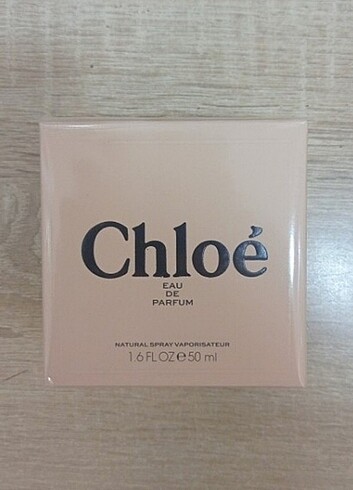 Chloé
EAU
DE
PARFUM
NATURAL SPRAY VAPORISATEUR
1.6 FL OZ ℮ 50 ml